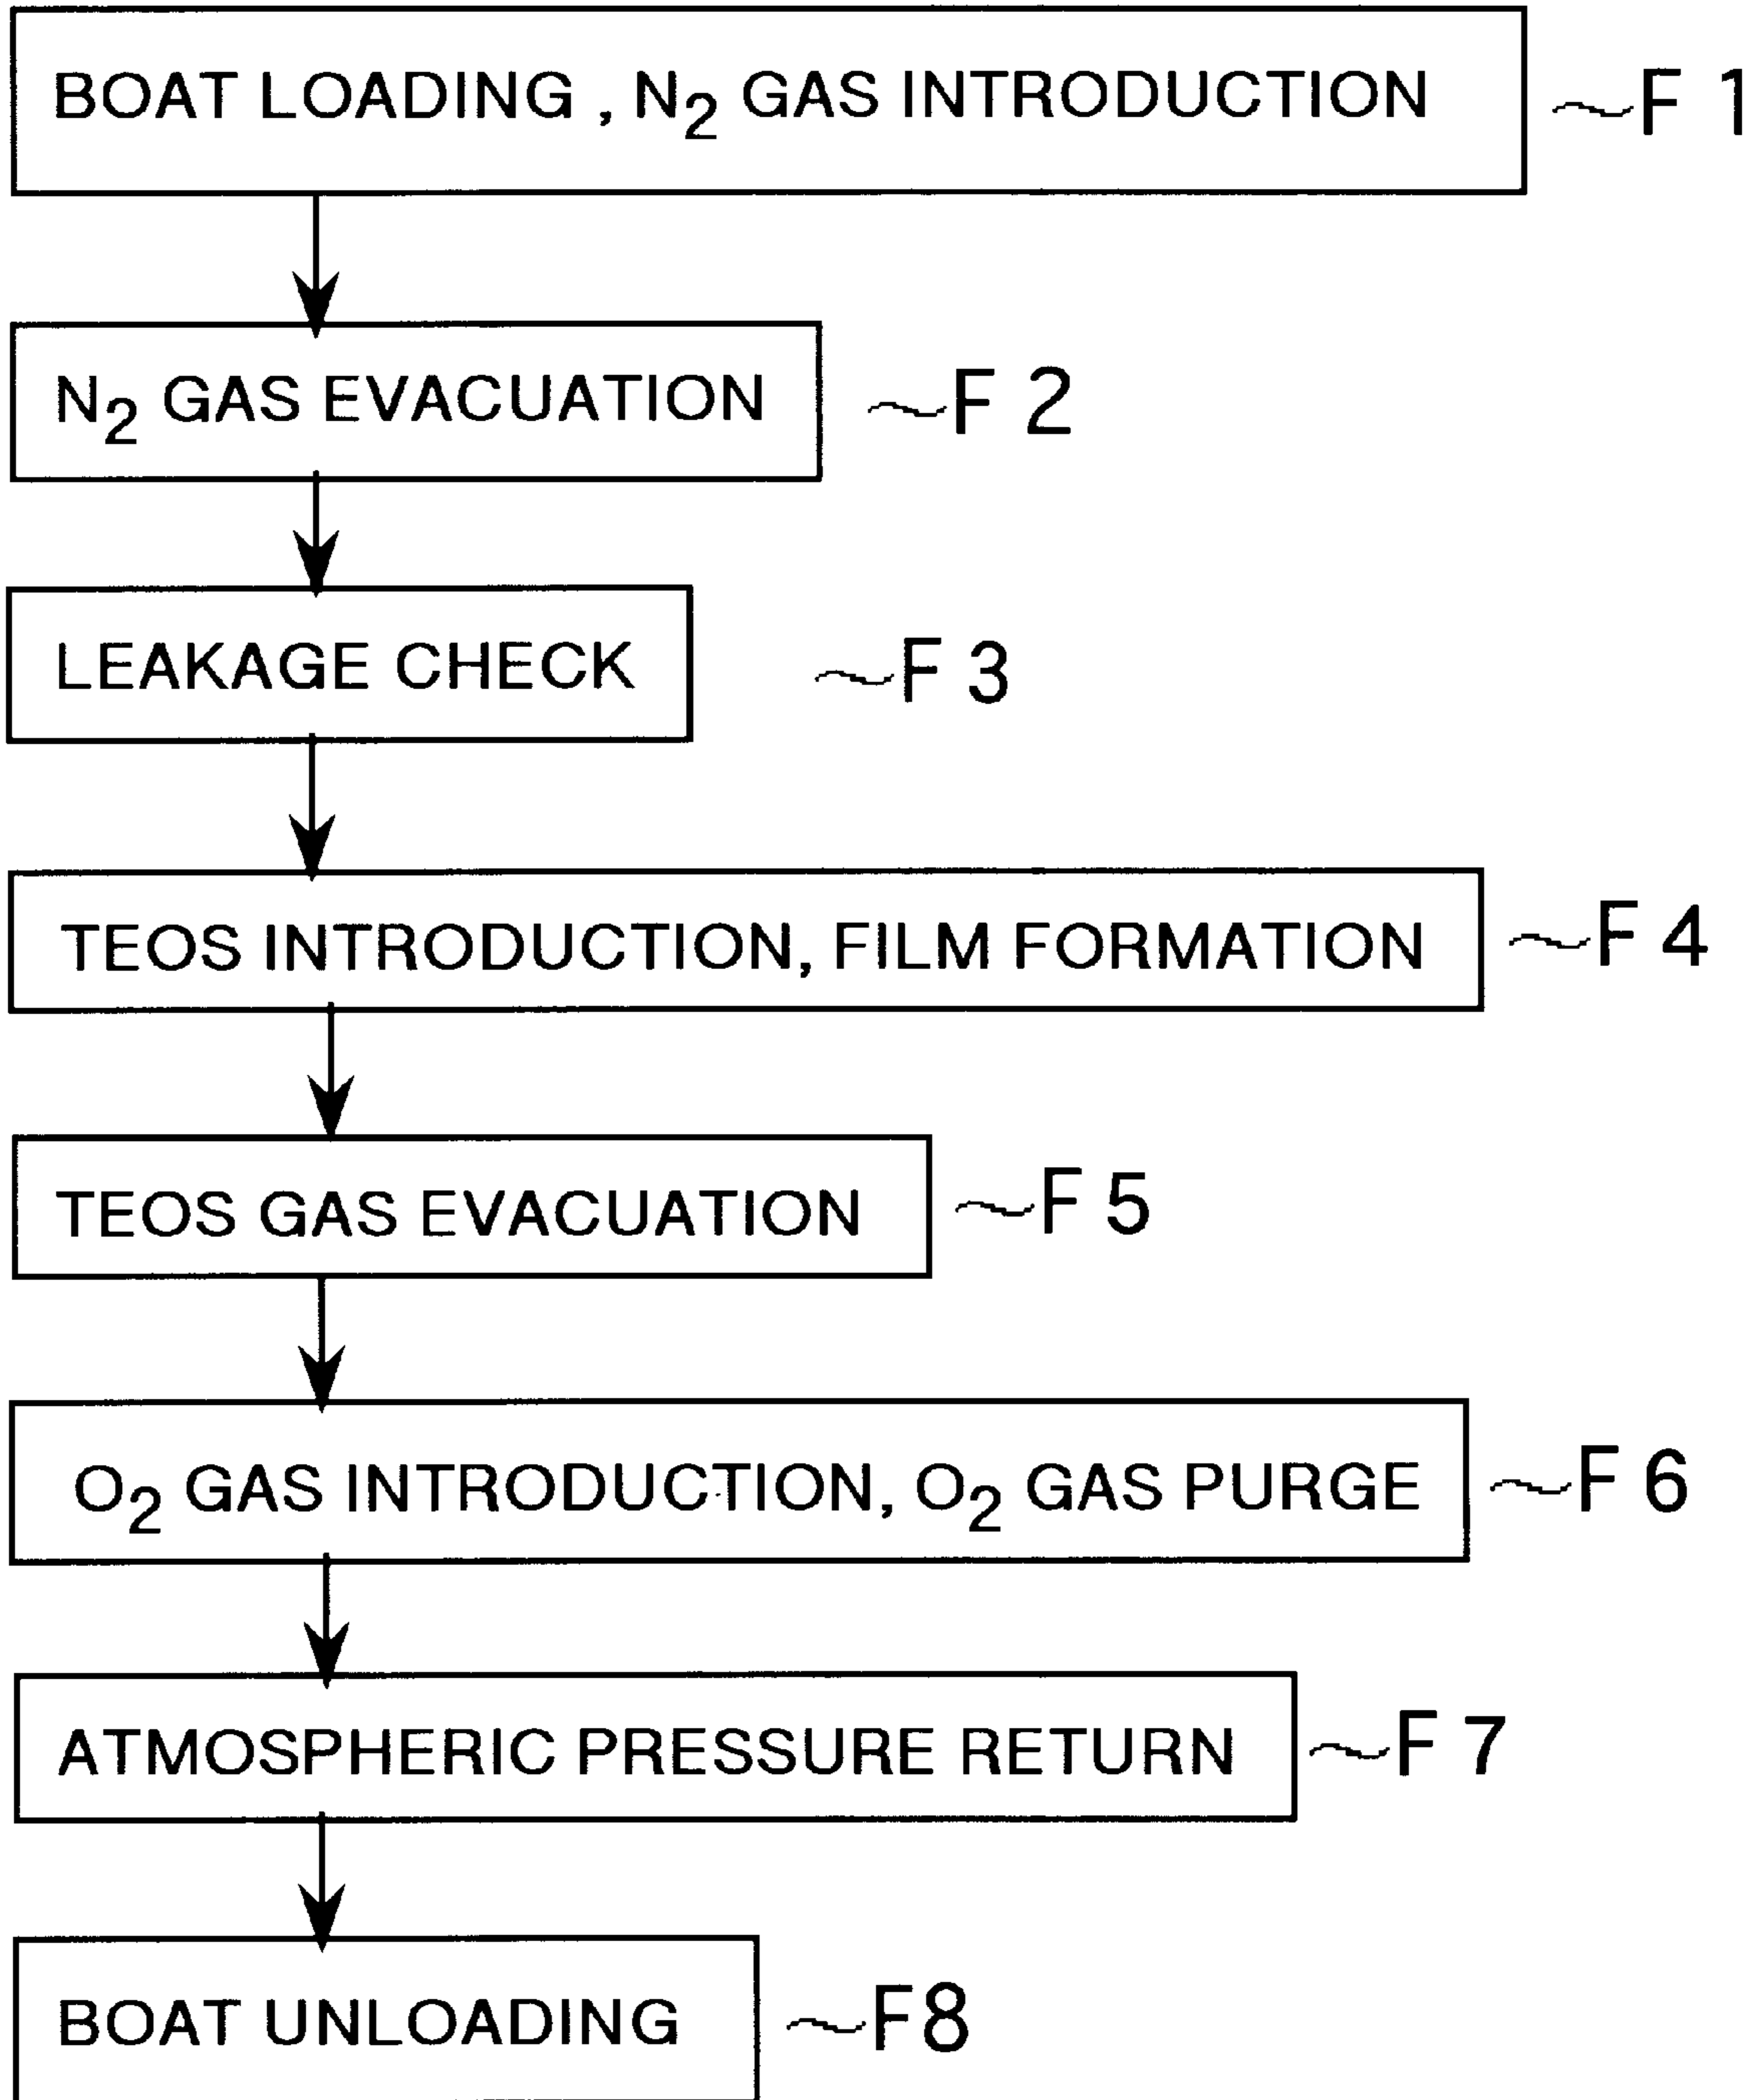 BOAT LOADING , N₂ GAS INTRODUCTION ~F 1
N₂ GAS EVACUATION ~F 2
LEAKAGE CHECK ~F 3
TEOS INTRODUCTION, FILM FORMATION ~F 4
TEOS GAS EVACUATION ~F 5
O₂ GAS INTRODUCTION, O₂ GAS PURGE ~F 6
ATMOSPHERIC PRESSURE RETURN ~F 7
BOAT UNLOADING ~F8